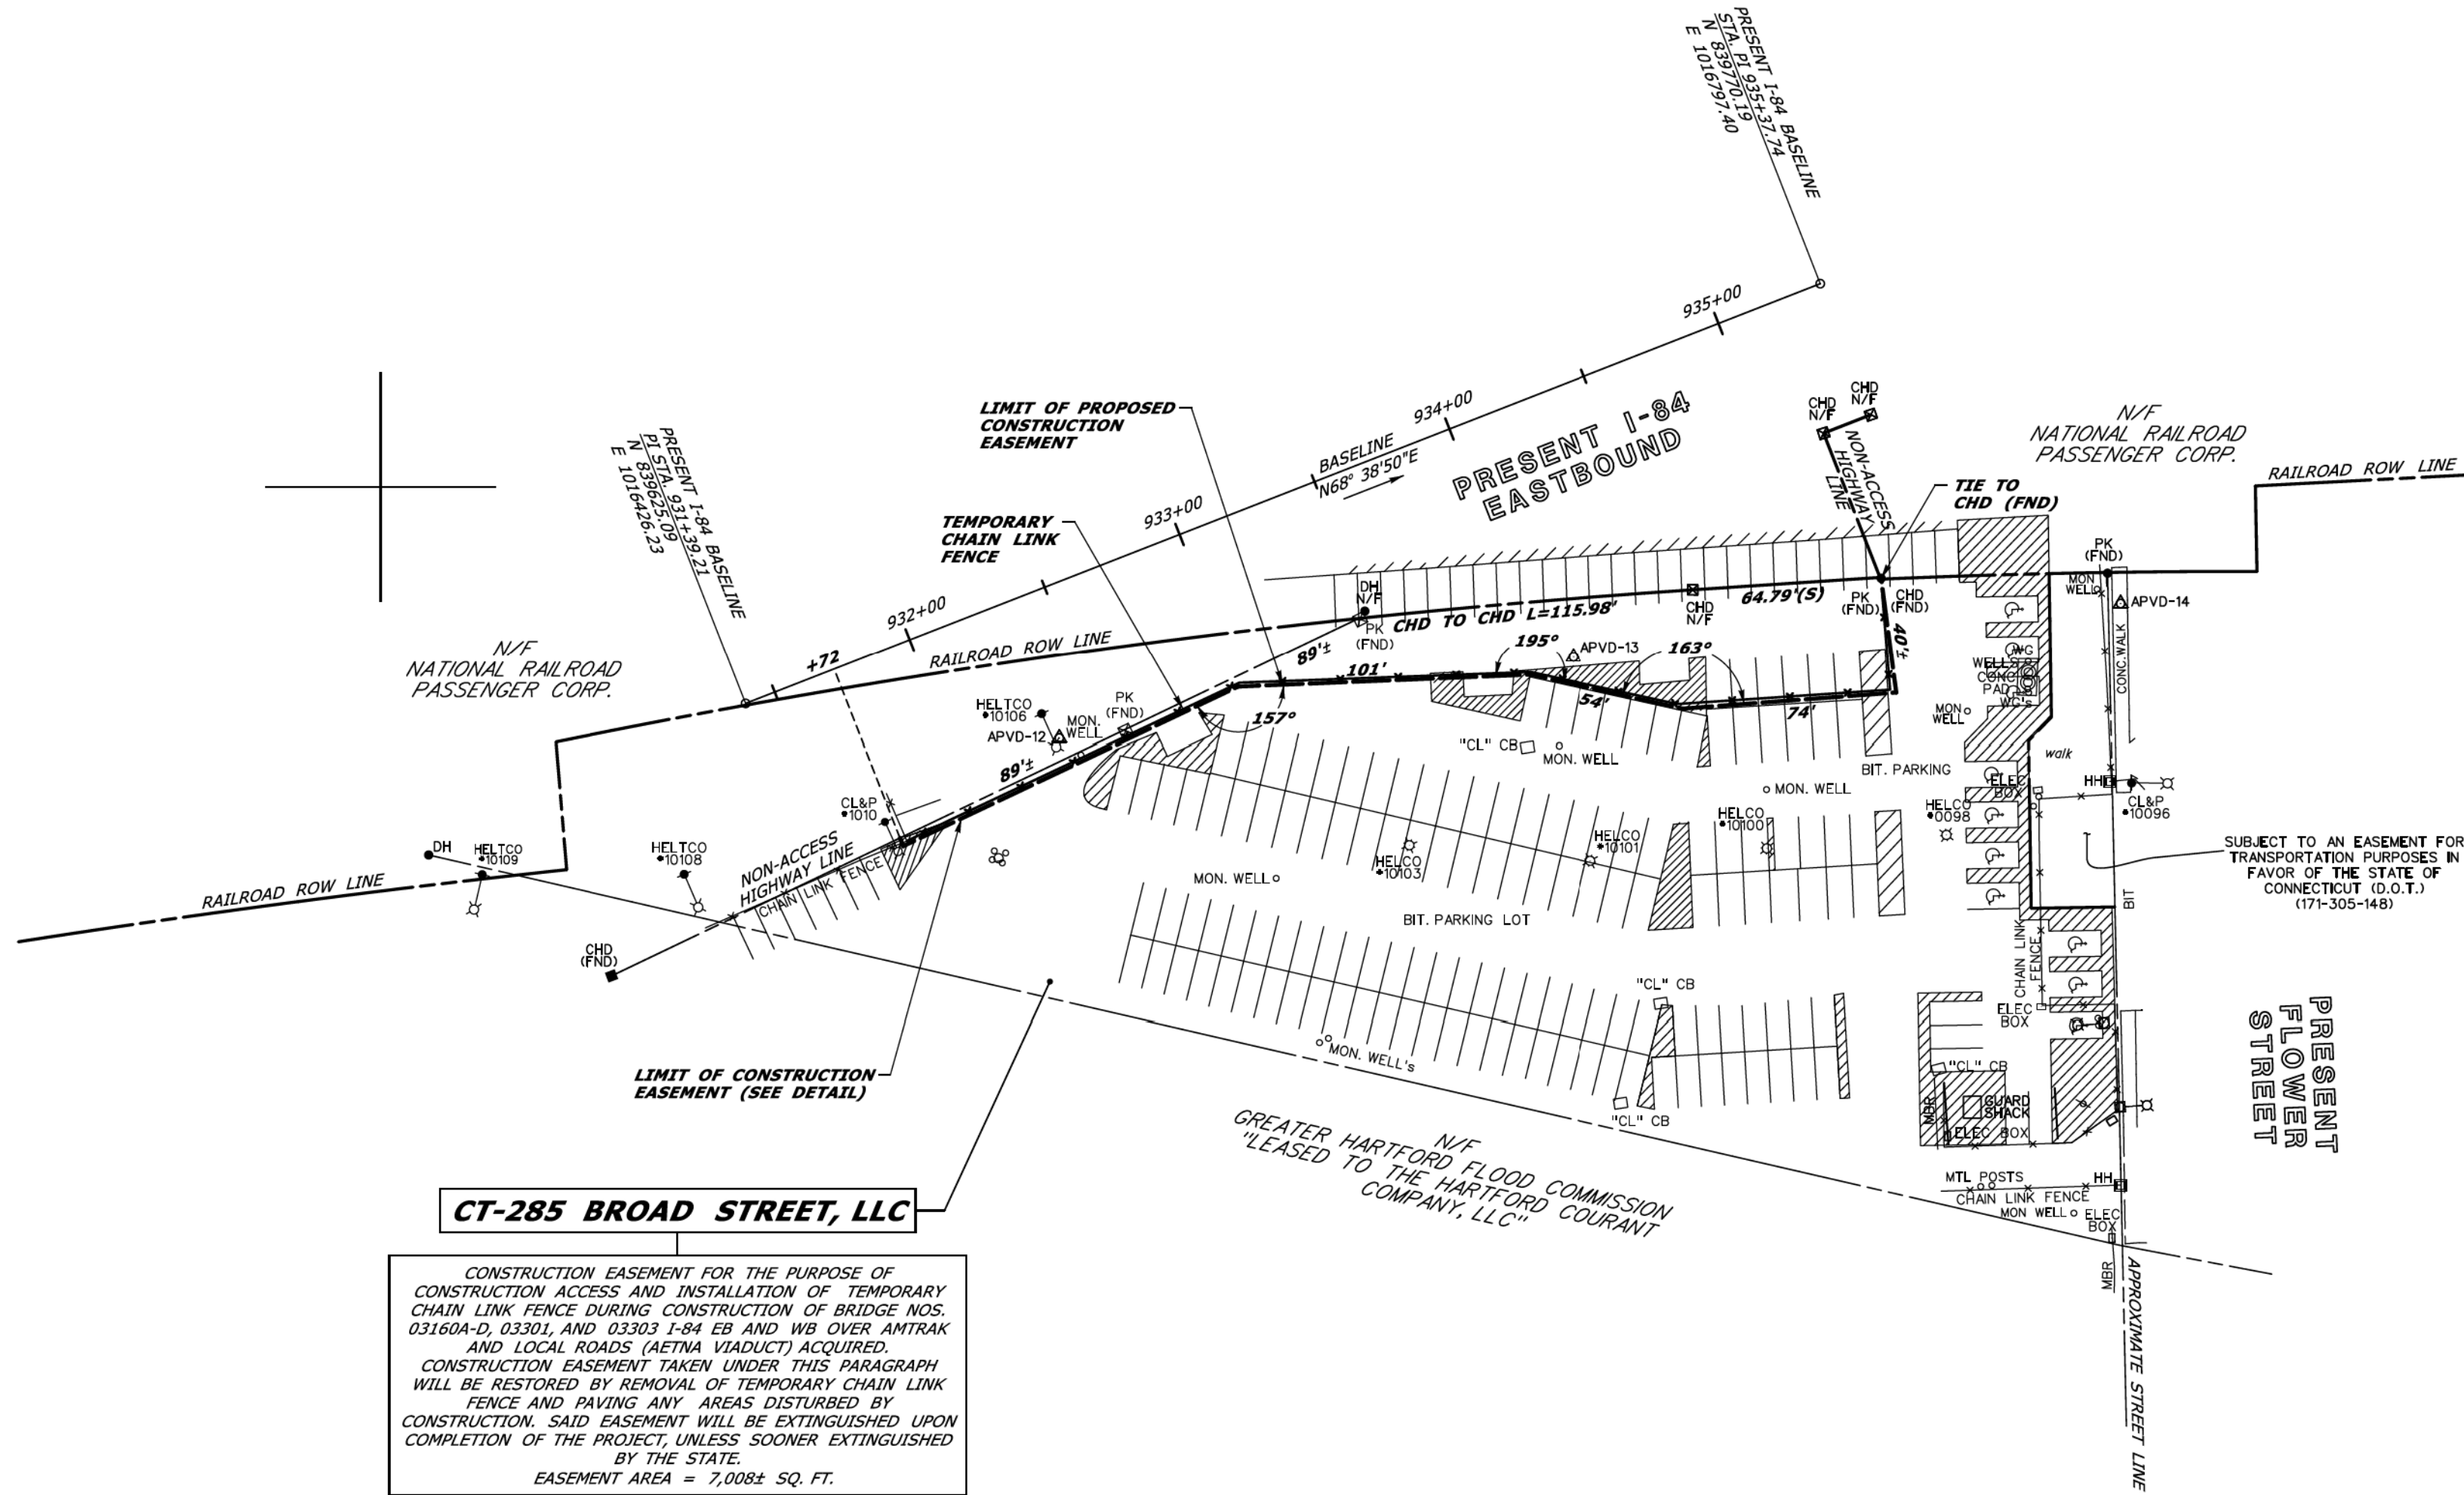 PRESENT I-84 BASELINE
STA. PI 935+37.74
N 839770.19
E 1016797.40
PRESENT I-84 BASELINE
PI STA. 931+39.21
N 839625.09
E 1016426.23
935+00
934+00
933+00
932+00
+72
BASELINE
N68° 38'50"E
PRESENT I-84
EASTBOUND
LIMIT OF PROPOSED
CONSTRUCTION
EASEMENT
TEMPORARY
CHAIN LINK
FENCE
CHD
N/F
CHD
N/F
NON-ACCESS
HIGHWAY
LINE
TIE TO
CHD (FND)
N/F
NATIONAL RAILROAD
PASSENGER CORP.
RAILROAD ROW LINE
N/F
NATIONAL RAILROAD
PASSENGER CORP.
RAILROAD ROW LINE
RAILROAD ROW LINE
DH
N/F
PK
(FND)
CHD TO CHD L=115.98'
CHD
N/F
64.79'(S)
PK
(FND)
CHD
(FND)
40'±
PK
(FND)
MON
WELL
APVD-14
CONC.WALK
WG
WELLS
CONC
PAD
WG's
MON
WELL
walk
89'±
101'
195°
APVD-13
163°
54'
74'
157°
89'±
HELTCO
*10106
APVD-12
MON.
WELL
PK
(FND)
CL&P
*1010
DH
HELTCO
*10109
HELTCO
*10108
NON-ACCESS
HIGHWAY LINE
CHAIN LINK FENCE
CHD
(FND)
"CL" CB
MON. WELL
MON. WELL
BIT. PARKING
HELCO
*10103
HELCO
*10101
HELCO
*10100
HELCO
*0098
ELEC
BOX
HH
CL&P
*10096
MON. WELL
BIT. PARKING LOT
SUBJECT TO AN EASEMENT FOR
TRANSPORTATION PURPOSES IN
FAVOR OF THE STATE OF
CONNECTICUT (D.O.T.)
(171-305-148)
BIT
CHAIN LINK
FENCE
"CL" CB
ELEC
BOX
MON. WELL's
"CL" CB
"CL" CB
MBR
GUARD
SHACK
ELEC BOX
MTL POSTS
HH
CHAIN LINK FENCE
MON WELL
ELEC
BOX
MBR
APPROXIMATE STREET LINE
PRESENT
FLOWER
STREET
LIMIT OF CONSTRUCTION
EASEMENT (SEE DETAIL)
N/F
GREATER HARTFORD FLOOD COMMISSION
"LEASED TO THE HARTFORD COURANT
COMPANY, LLC"
CT-285 BROAD STREET, LLC
CONSTRUCTION EASEMENT FOR THE PURPOSE OF
CONSTRUCTION ACCESS AND INSTALLATION OF TEMPORARY
CHAIN LINK FENCE DURING CONSTRUCTION OF BRIDGE NOS.
03160A-D, 03301, AND 03303 I-84 EB AND WB OVER AMTRAK
AND LOCAL ROADS (AETNA VIADUCT) ACQUIRED.
CONSTRUCTION EASEMENT TAKEN UNDER THIS PARAGRAPH
WILL BE RESTORED BY REMOVAL OF TEMPORARY CHAIN LINK
FENCE AND PAVING ANY AREAS DISTURBED BY
CONSTRUCTION. SAID EASEMENT WILL BE EXTINGUISHED UPON
COMPLETION OF THE PROJECT, UNLESS SOONER EXTINGUISHED
BY THE STATE.
EASEMENT AREA = 7,008± SQ. FT.